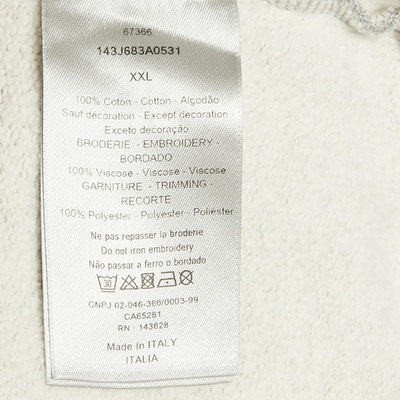 67366
143J683A0531
XXL
100% Coton - Cotton - Algodão
Sauf décoration - Except decoration -
Exceto decoração
BRODERIE - EMBROIDERY -
BORDADO
100% Viscose - Viscose - Viscose
GARNITURE - TRIMMING -
RECORTE
100% Polyester - Polyester - Poliéster
Ne pas repasser la broderie
Do not iron embroidery
Não passar a ferro o bordado
30
CNPJ 02-046-366/0003-99
CA65281
RN : 143628
Made In ITALY
ITALIA